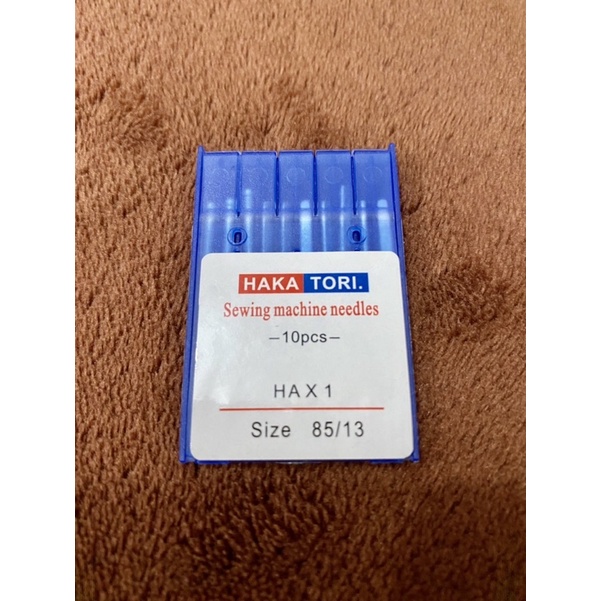 HAKA TORI.
Sewing machine needles
—10pcs—
HA X 1
Size 85/13